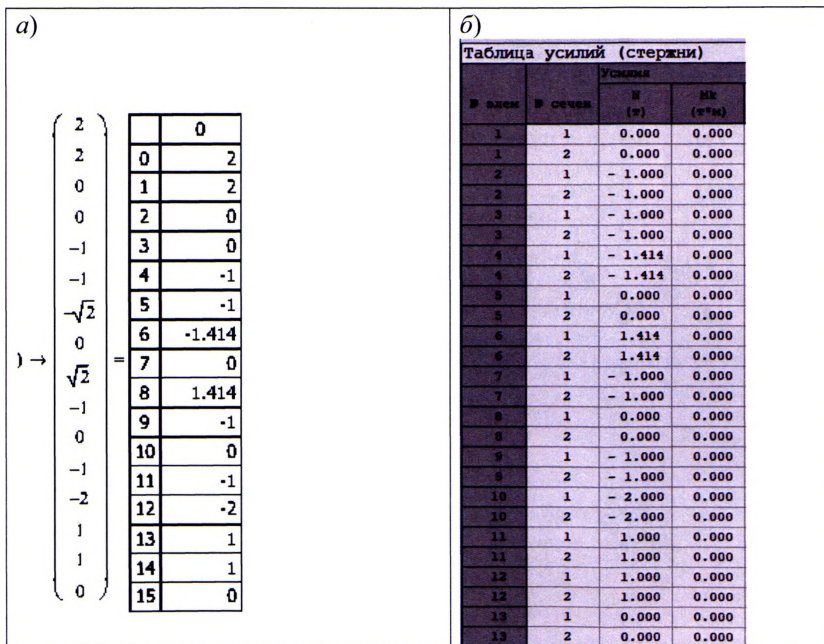 а)
2
2
0
0
−1
−1
−√2
0
√2
−1
0
−1
−2
1
1
0
) →
=
0
0 2
1 2
2 0
3 0
4 -1
5 -1
6 -1.414
7 0
8 1.414
9 -1
10 0
11 -1
12 -2
13 1
14 1
15 0
б)
Таблица усилий (стержни)
Усилия
№ элем № сечен N (т) Mk (т*м)
1 1 0.000 0.000
1 2 0.000 0.000
2 1 - 1.000 0.000
2 2 - 1.000 0.000
3 1 - 1.000 0.000
3 2 - 1.000 0.000
4 1 - 1.414 0.000
4 2 - 1.414 0.000
5 1 0.000 0.000
5 2 0.000 0.000
6 1 1.414 0.000
6 2 1.414 0.000
7 1 - 1.000 0.000
7 2 - 1.000 0.000
8 1 0.000 0.000
8 2 0.000 0.000
9 1 - 1.000 0.000
9 2 - 1.000 0.000
10 1 - 2.000 0.000
10 2 - 2.000 0.000
11 1 1.000 0.000
11 2 1.000 0.000
12 1 1.000 0.000
12 2 1.000 0.000
13 1 0.000 0.000
13 2 0.000 0.000